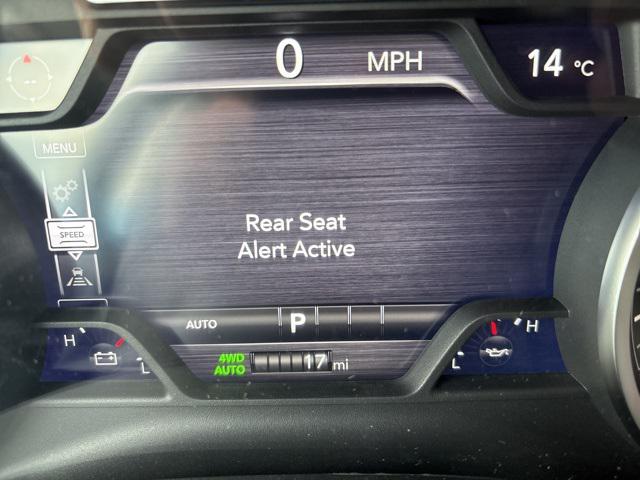 0 MPH
14 °C
MENU
SPEED
Rear Seat
Alert Active
AUTO P
H H
4WD
AUTO
17 mi
L L